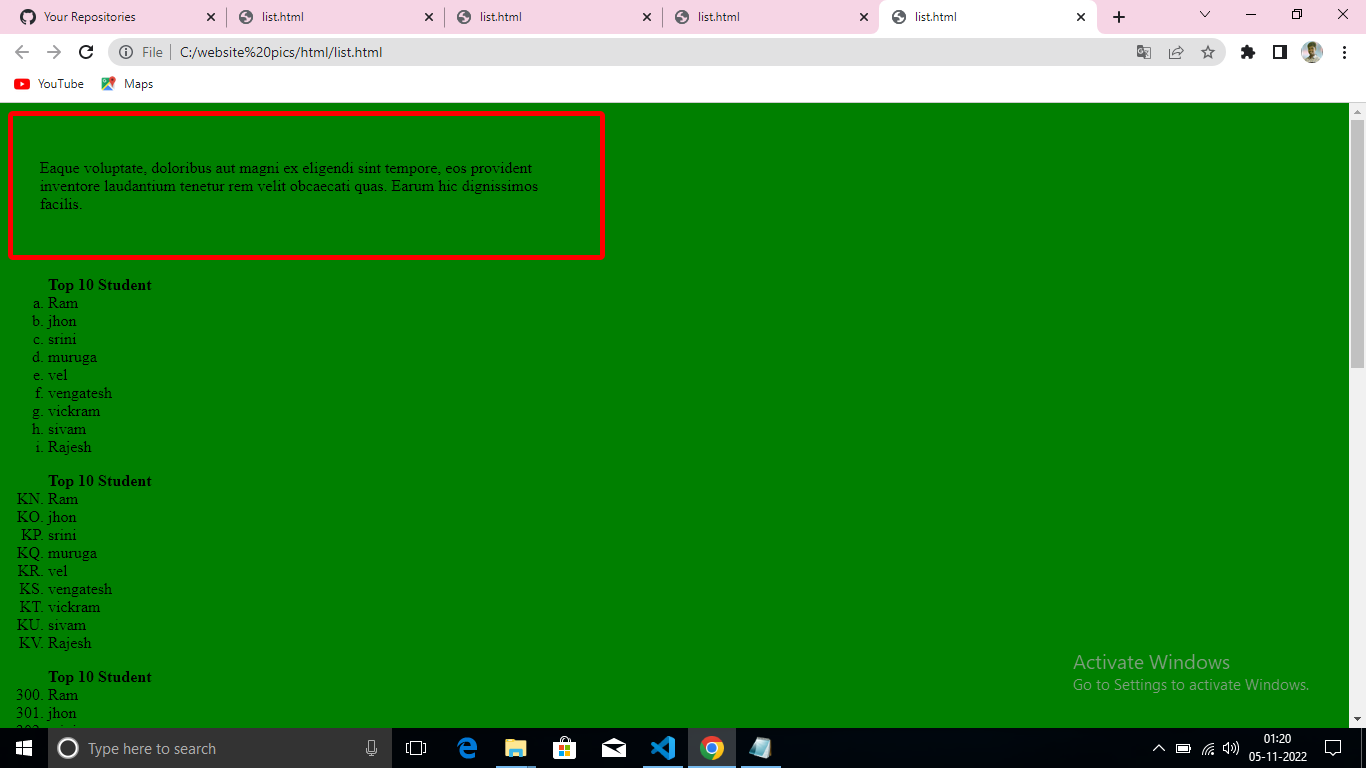 Your Repositories
list.html
list.html
list.html
list.html
File
C:/website%20pics/html/list.html
YouTube
Maps
Eaque voluptate, doloribus aut magni ex eligendi sint tempore, eos provident
inventore laudantium tenetur rem velit obcaecati quas. Earum hic dignissimos
facilis.
Top 10 Student
a. Ram
b. jhon
c. srini
d. muruga
e. vel
f. vengatesh
g. vickram
h. sivam
i. Rajesh
Top 10 Student
KN. Ram
KO. jhon
KP. srini
KQ. muruga
KR. vel
KS. vengatesh
KT. vickram
KU. sivam
KV. Rajesh
Top 10 Student
300. Ram
301. jhon
Activate Windows
Go to Settings to activate Windows.
Type here to search
01:20
05-11-2022